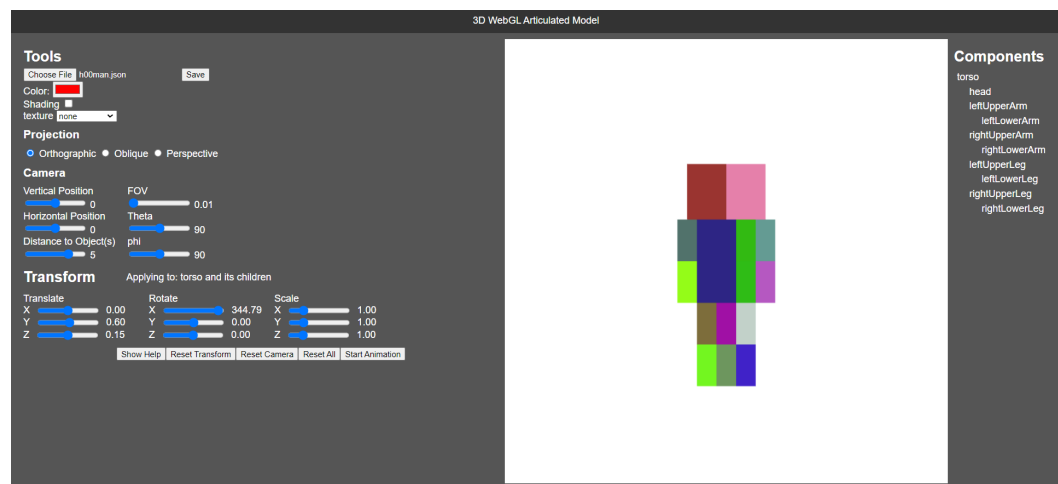 3D WebGL Articulated Model
Tools
Choose File h00man.json Save
Color:
Shading
texture none
Projection
Orthographic Oblique Perspective
Camera
Vertical Position FOV
0 0.01
Horizontal Position Theta
0 90
Distance to Object(s) phi
5 90
Transform Applying to: torso and its children
Translate Rotate Scale
X 0.00 X 344.79 X 1.00
Y 0.60 Y 0.00 Y 1.00
Z 0.15 Z 0.00 Z 1.00
Show Help Reset Transform Reset Camera Reset All Start Animation
Components
torso
head
leftUpperArm
leftLowerArm
rightUpperArm
rightLowerArm
leftUpperLeg
leftLowerLeg
rightUpperLeg
rightLowerLeg